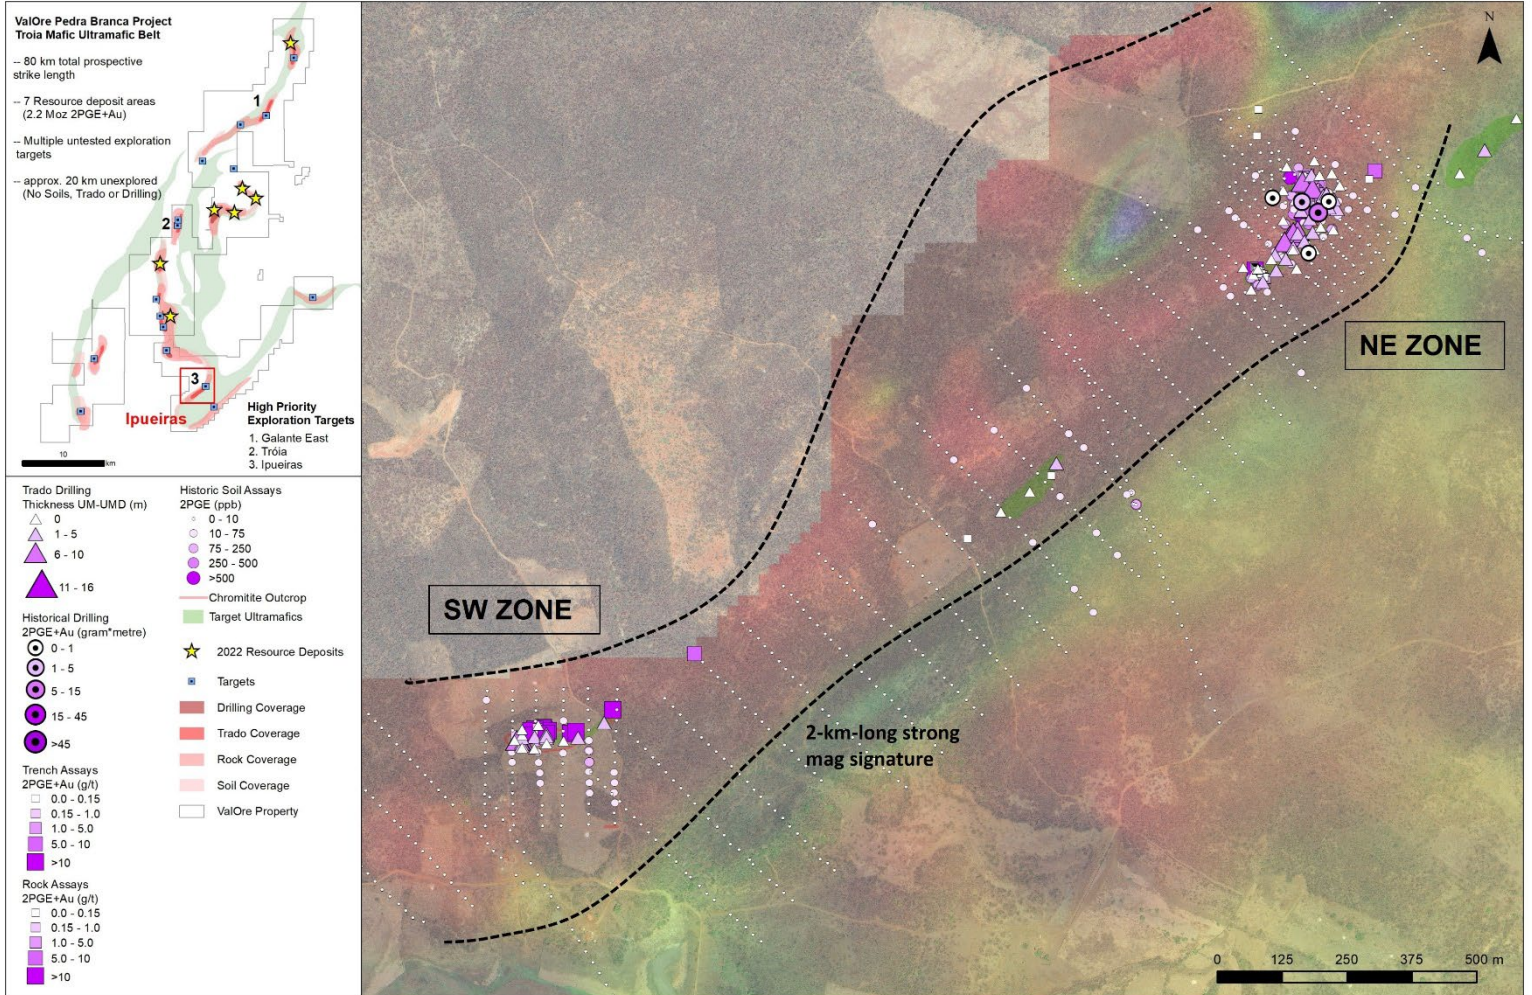 ValOre Pedra Branca Project
Troia Mafic Ultramafic Belt
-- 80 km total prospective
strike length
-- 7 Resource deposit areas
(2.2 Moz 2PGE+Au)
-- Multiple untested exploration
targets
-- approx. 20 km unexplored
(No Soils, Trado or Drilling)
1
2
3
Ipueiras
High Priority
Exploration Targets
1. Galante East
2. Tróia
3. Ipueiras
10
km
Trado Drilling
Thickness UM-UMD (m)
0
1 - 5
6 - 10
11 - 16
Historical Drilling
2PGE+Au (gram*metre)
0 - 1
1 - 5
5 - 15
15 - 45
>45
Trench Assays
2PGE+Au (g/t)
0.0 - 0.15
0.15 - 1.0
1.0 - 5.0
5.0 - 10
>10
Rock Assays
2PGE+Au (g/t)
0.0 - 0.15
0.15 - 1.0
1.0 - 5.0
5.0 - 10
>10
Historic Soil Assays
2PGE (ppb)
0 - 10
10 - 75
75 - 250
250 - 500
>500
Chromitite Outcrop
Target Ultramafics
2022 Resource Deposits
Targets
Drilling Coverage
Trado Coverage
Rock Coverage
Soil Coverage
ValOre Property
N
NE ZONE
SW ZONE
2-km-long strong
mag signature
0 125 250 375 500 m